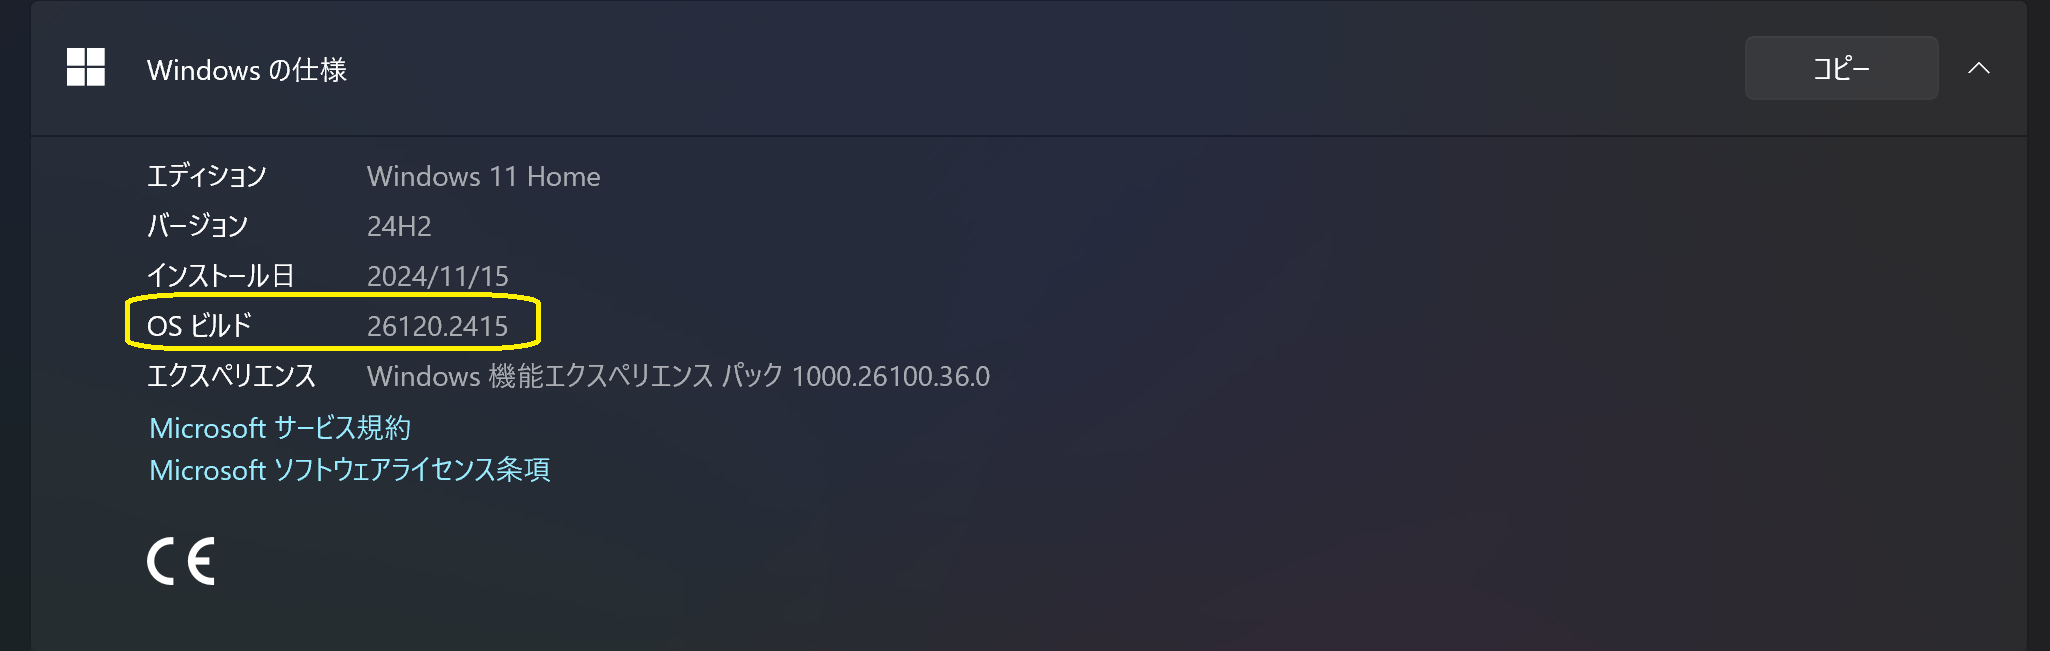 Windows の仕様
コピー
エディション Windows 11 Home
バージョン 24H2
インストール日 2024/11/15
OS ビルド 26120.2415
エクスペリエンス Windows 機能エクスペリエンス パック 1000.26100.36.0
Microsoft サービス規約
Microsoft ソフトウェアライセンス条項
CE